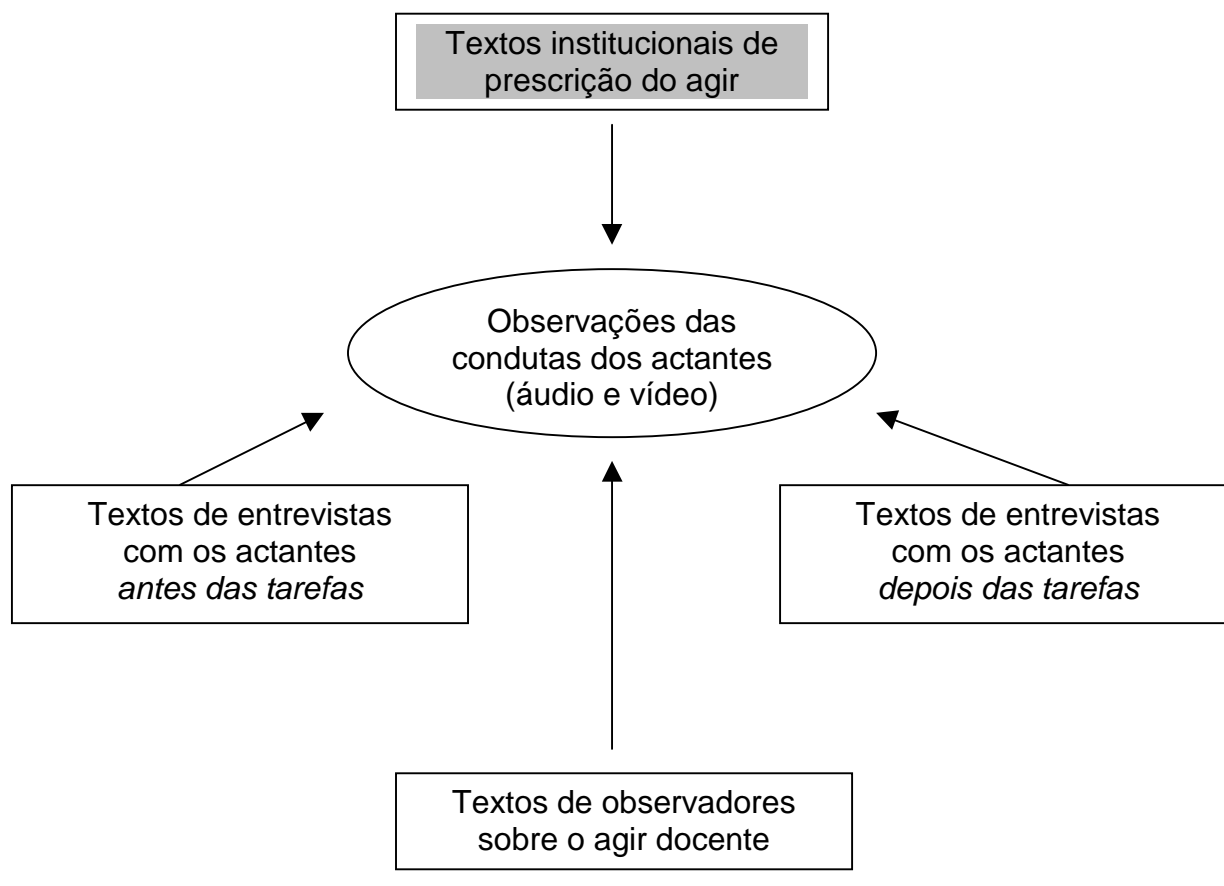 Textos institucionais de
prescrição do agir
Observações das
condutas dos actantes
(áudio e vídeo)
Textos de entrevistas
com os actantes
antes das tarefas
Textos de entrevistas
com os actantes
depois das tarefas
Textos de observadores
sobre o agir docente